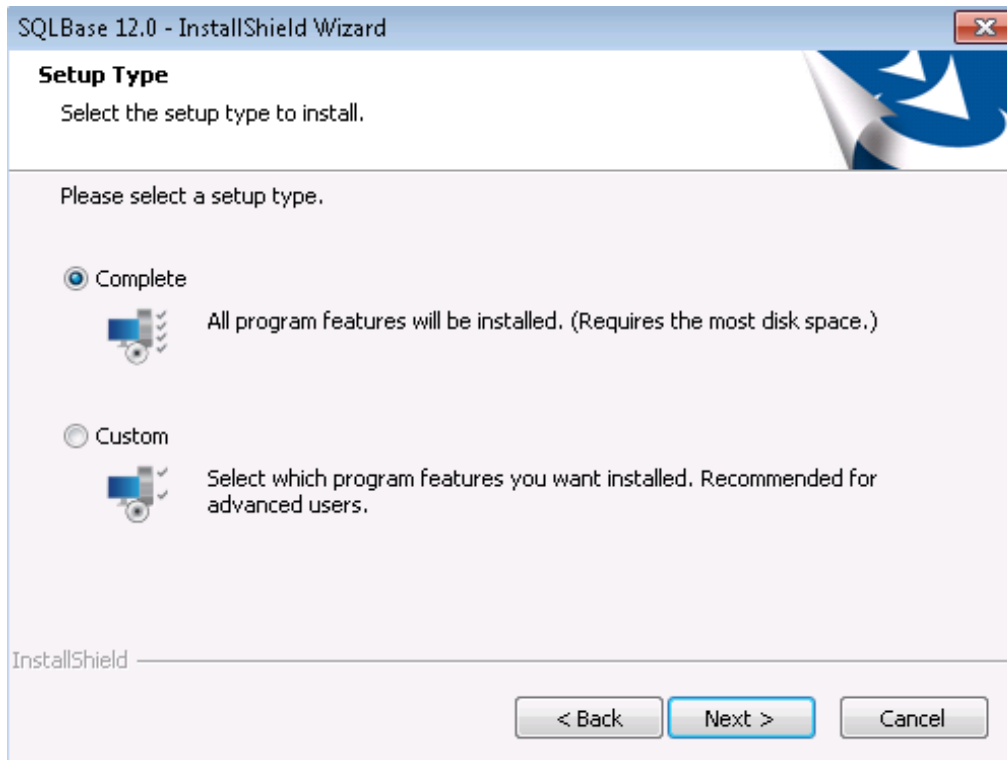 SQLBase 12.0 - InstallShield Wizard
Setup Type
Select the setup type to install.
Please select a setup type.
Complete
All program features will be installed. (Requires the most disk space.)
Custom
Select which program features you want installed. Recommended for
advanced users.
InstallShield
< Back
Next >
Cancel